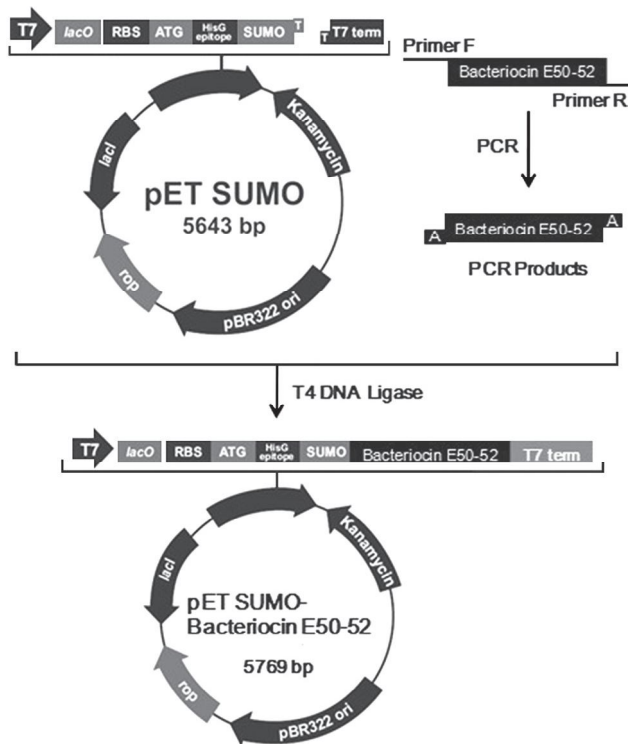 T7 lacO RBS ATG HisG epitope SUMO T T T7 term
Primer F
Bacteriocin E50-52
Primer R
PCR
A Bacteriocin E50-52 A
PCR Products
Kanamycin
lacI
pET SUMO
5643 bp
rop
pBR322 ori
T4 DNA Ligase
T7 lacO RBS ATG HisG epitope SUMO Bacteriocin E50-52 T7 term
Kanamycin
lacI
pET SUMO-
Bacteriocin E50-52
5769 bp
rop
pBR322 ori